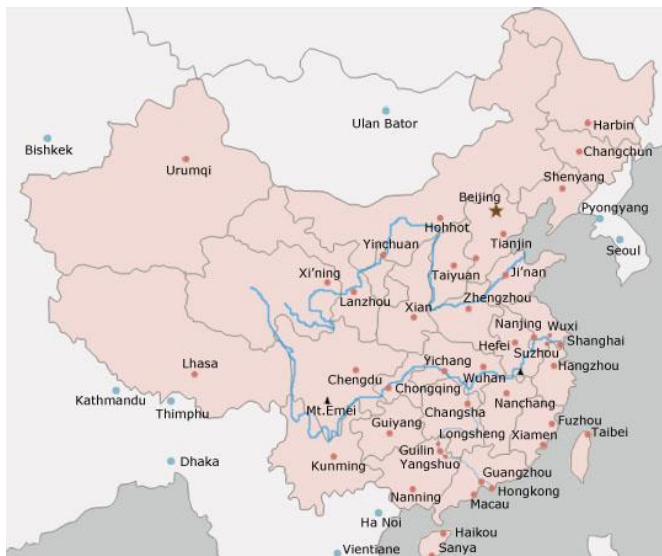 Harbin
Ulan Bator
Bishkek
Changchun
Urumqi
Shenyang
Beijing
Pyongyang
Hohhot
Tianjin
Seoul
Yinchuan
Xi'ning
Taiyuan
Ji'nan
Lanzhou
Zhengzhou
Xian
Nanjing
Wuxi
Hefei
Shanghai
Suzhou
Lhasa
Yichang
Hangzhou
Chengdu
Wuhan
Chongqing
Kathmandu
Nanchang
Mt.Emei
Changsha
Thimphu
Guiyang
Fuzhou
Longsheng
Xiamen
Taibei
Guilin
Kunming
Yangshuo
Dhaka
Guangzhou
Nanning
Hongkong
Macau
Ha Noi
Haikou
Vientiane
Sanya